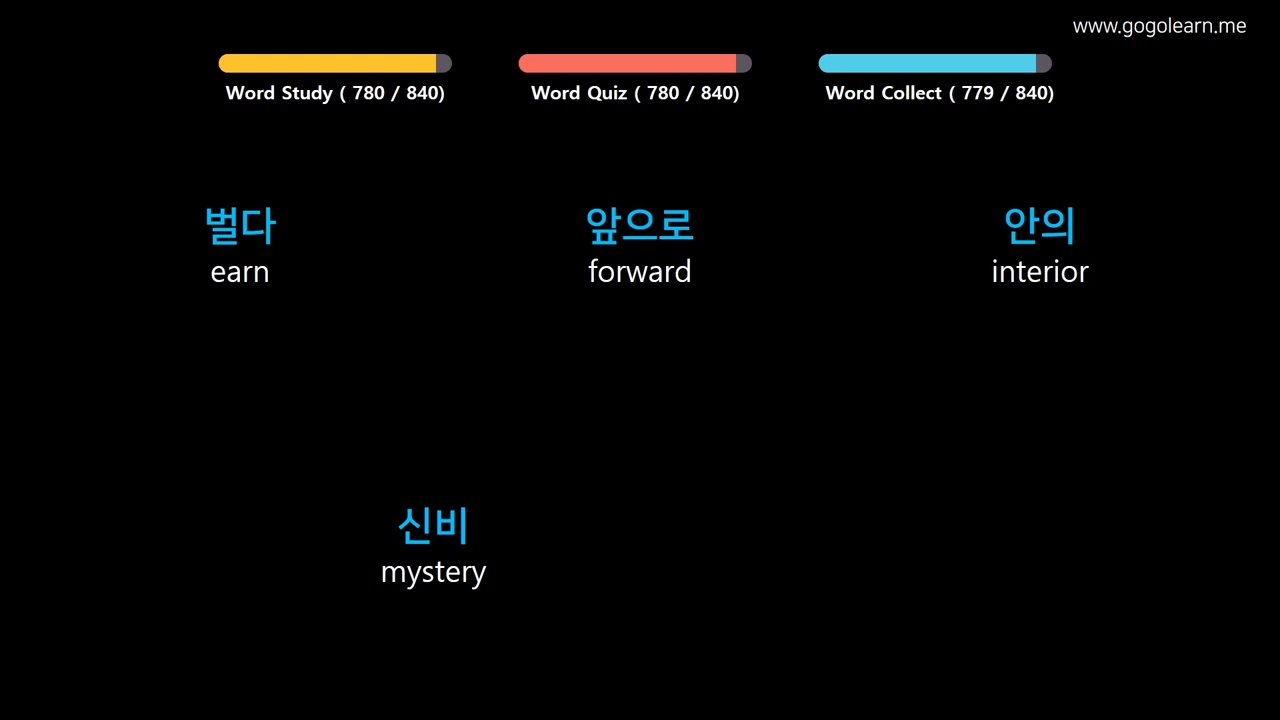 www.gogolearn.me
Word Study ( 780 / 840)
Word Quiz ( 780 / 840)
Word Collect ( 779 / 840)
벌다
earn
앞으로
forward
안의
interior
신비
mystery